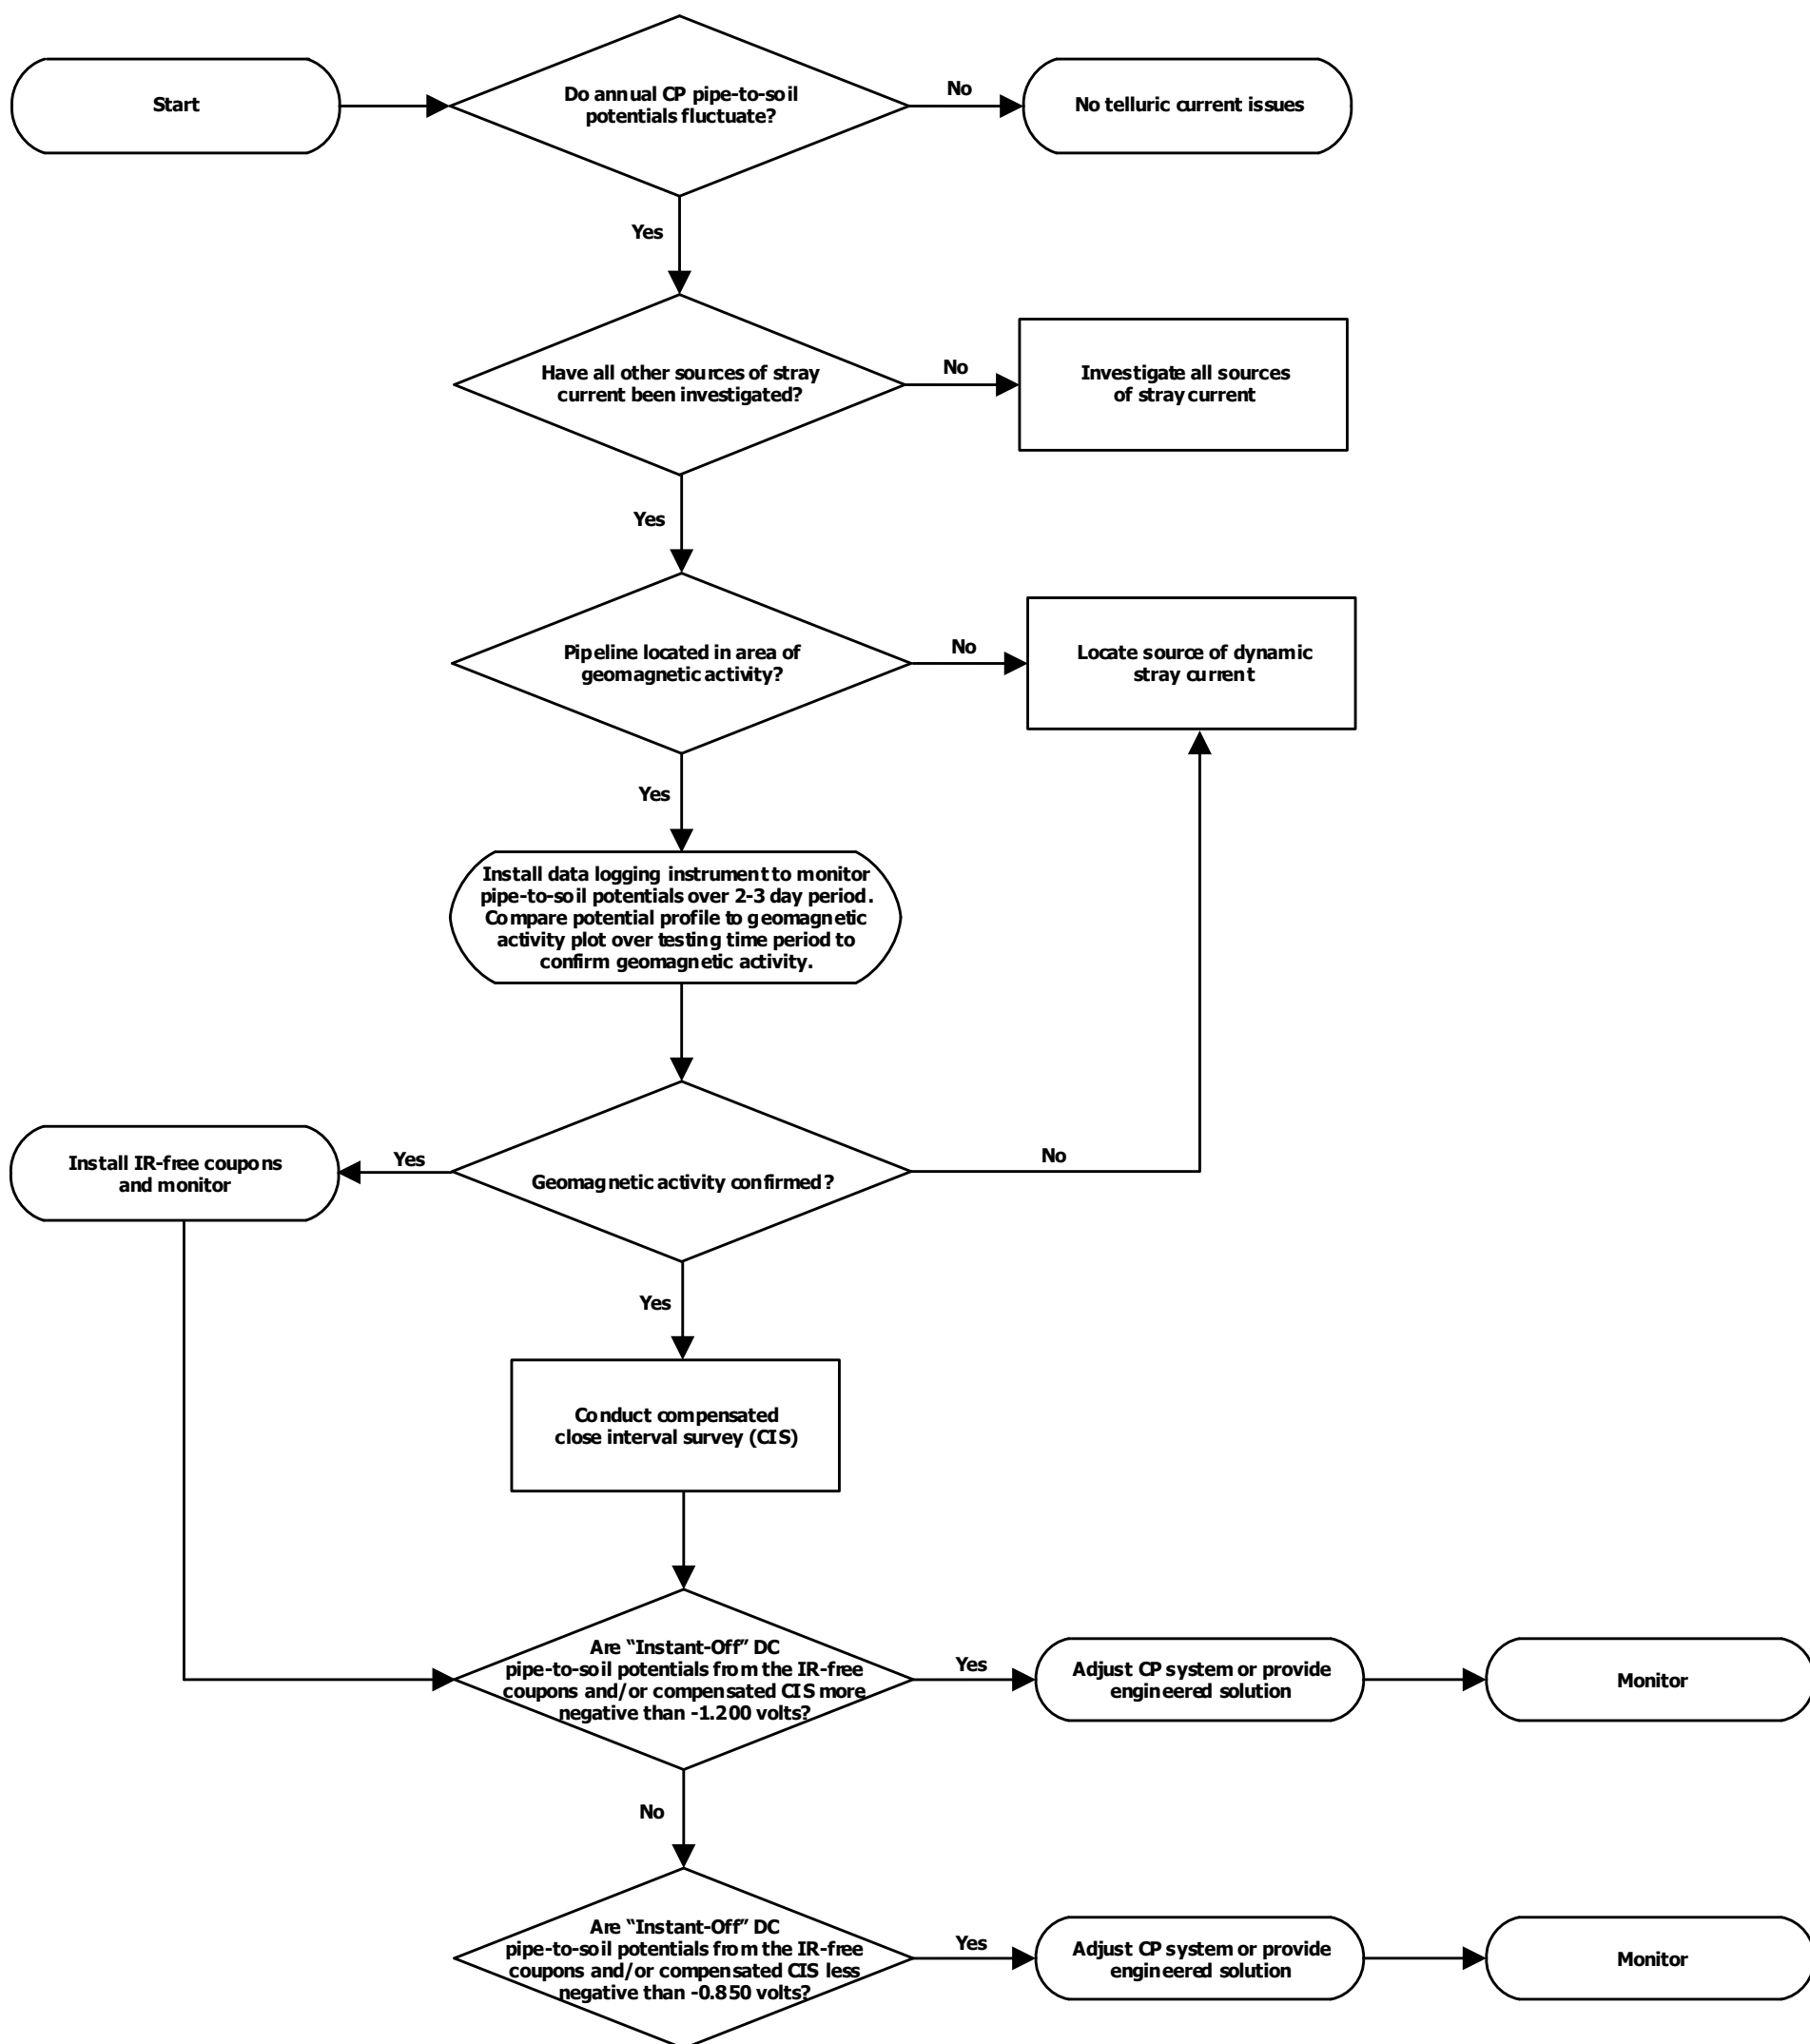 Start
Do annual CP pipe-to-soil
potentials fluctuate?
No
No telluric current issues
Yes
Have all other sources of stray
current been investigated?
No
Investigate all sources
of stray current
Yes
Pipeline located in area of
geomagnetic activity?
No
Locate source of dynamic
stray current
Yes
Install data logging instrument to monitor
pipe-to-soil potentials over 2-3 day period.
Compare potential profile to geomagnetic
activity plot over testing time period to
confirm geomagnetic activity.
Install IR-free coupons
and monitor
Yes
Geomagnetic activity confirmed?
No
Yes
Conduct compensated
close interval survey (CIS)
Are “Instant-Off” DC
pipe-to-soil potentials from the IR-free
coupons and/or compensated CIS more
negative than -1.200 volts?
Yes
Adjust CP system or provide
engineered solution
Monitor
No
Are “Instant-Off” DC
pipe-to-soil potentials from the IR-free
coupons and/or compensated CIS less
negative than -0.850 volts?
Yes
Adjust CP system or provide
engineered solution
Monitor